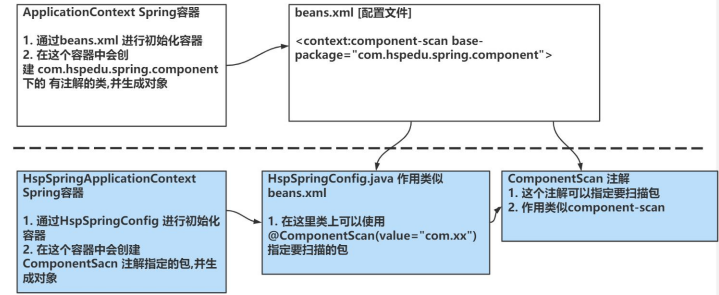 ApplicationContext Spring容器
1. 通过beans.xml 进行初始化容器
2. 在这个容器中会创
建 com.hspedu.spring.component
下的 有注解的类,并生成对象
beans.xml [配置文件]
<context:component-scan base-
package="com.hspedu.spring.component">
HspSpringApplicationContext
Spring容器
1. 通过HspSpringConfig 进行初始化
容器
2. 在这个容器中会创建
ComponentSacn 注解指定的包,并生
成对象
HspSpringConfig.java 作用类似
beans.xml
1. 在这里类上可以使用
@ComponentScan(value="com.xx")
指定要扫描的包
ComponentScan 注解
1. 这个注解可以指定要扫描包
2. 作用类似component-scan